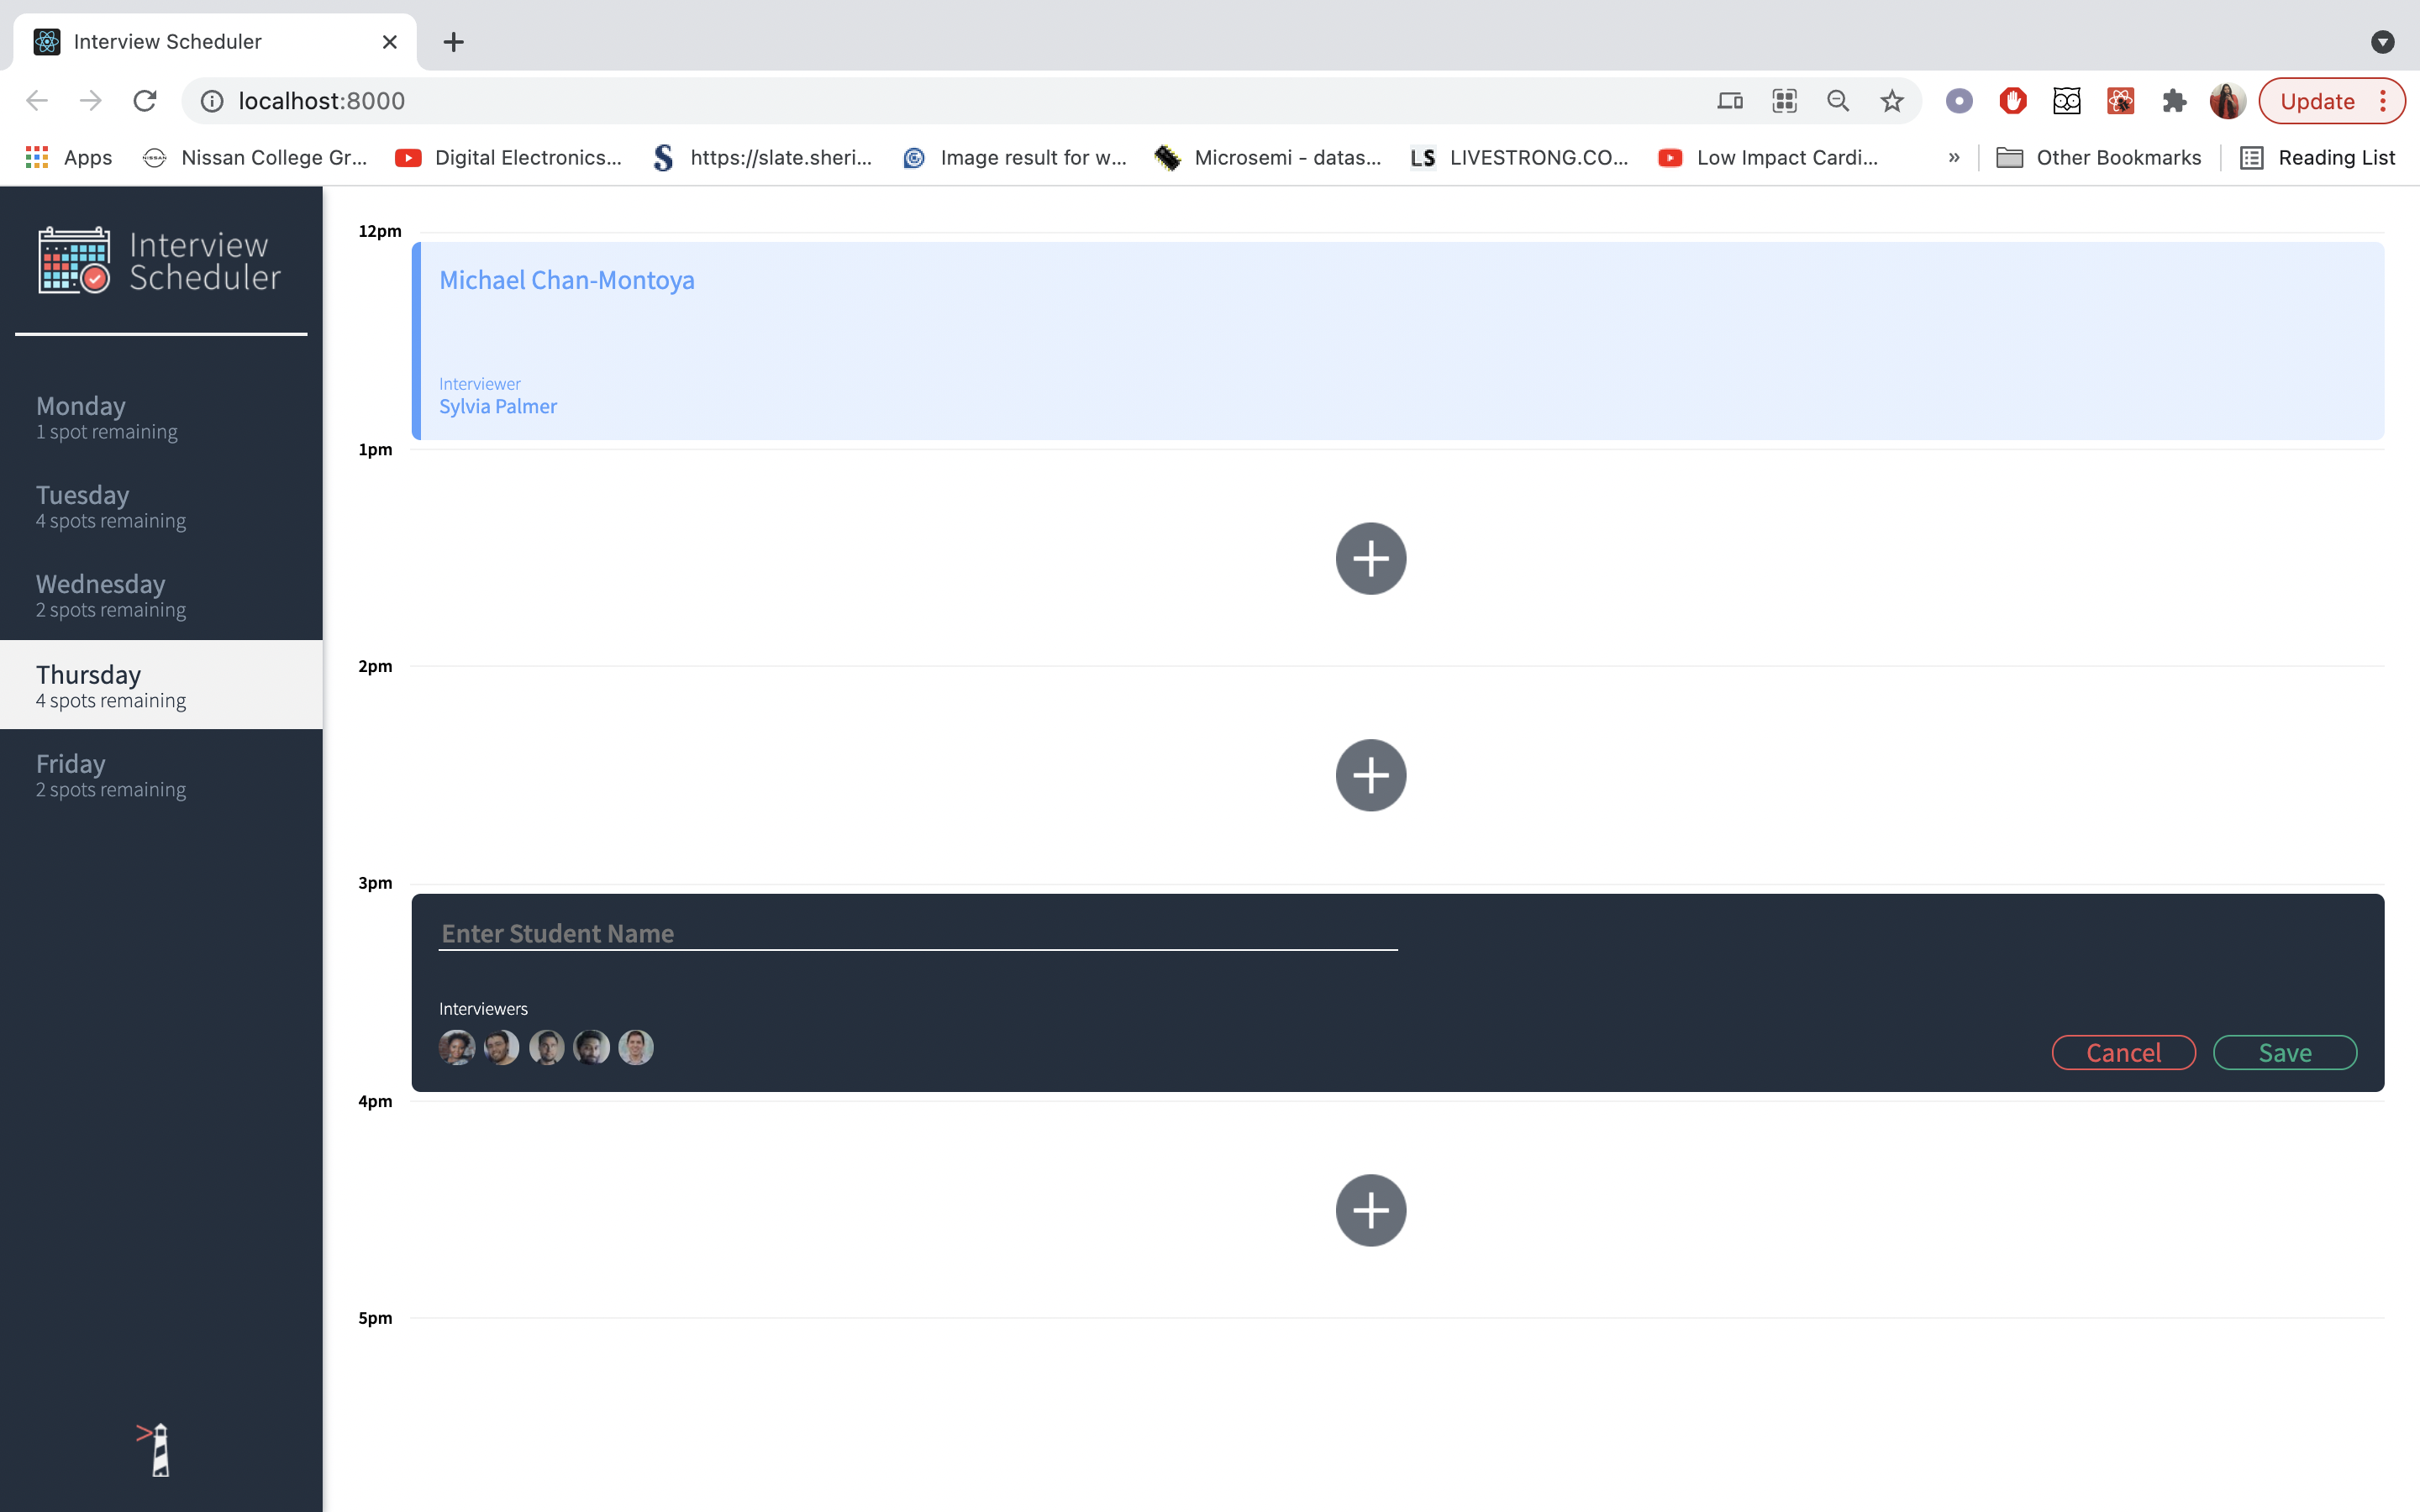 Interview Scheduler
localhost:8000
Update
Apps
NISSAN
Nissan College Gr...
Digital Electronics...
S
https://slate.sheri...
Image result for w...
Microsemi - datas...
LS
LIVESTRONG.CO...
Low Impact Cardi...
»
Other Bookmarks
Reading List
Interview
Scheduler
Monday
1 spot remaining
Tuesday
4 spots remaining
Wednesday
2 spots remaining
Thursday
4 spots remaining
Friday
2 spots remaining
12pm
Michael Chan-Montoya
Interviewer
Sylvia Palmer
1pm
2pm
3pm
Enter Student Name
Interviewers
Cancel
Save
4pm
5pm